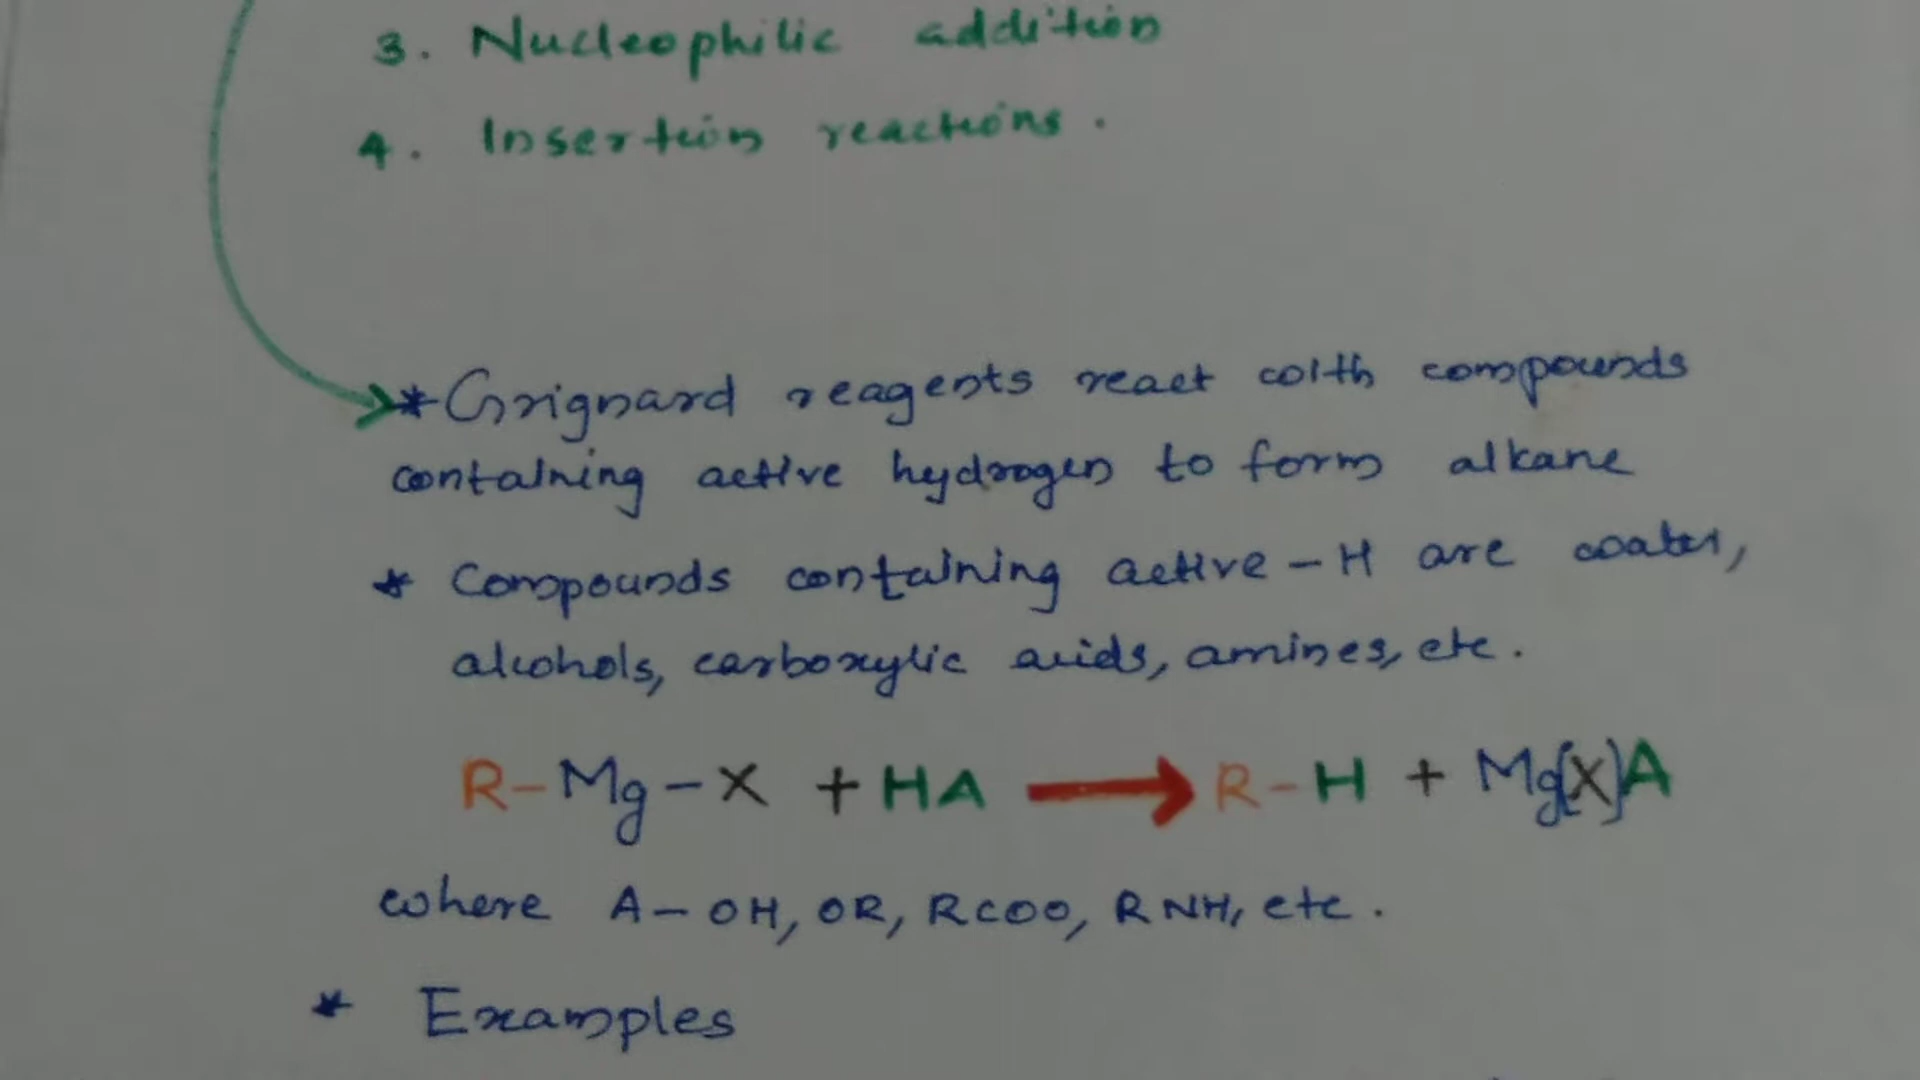 3. Nucleophilic addition
4. Insertion reactions.
* Grignard reagents react with compounds
containing active hydrogen to form alkane
* Compounds containing active - H are water,
alcohols, carboxylic acids, amines, etc.
R-Mg-X + HA → R-H + Mg(X)A
where A - OH, OR, RCOO, RNH, etc.
* Examples